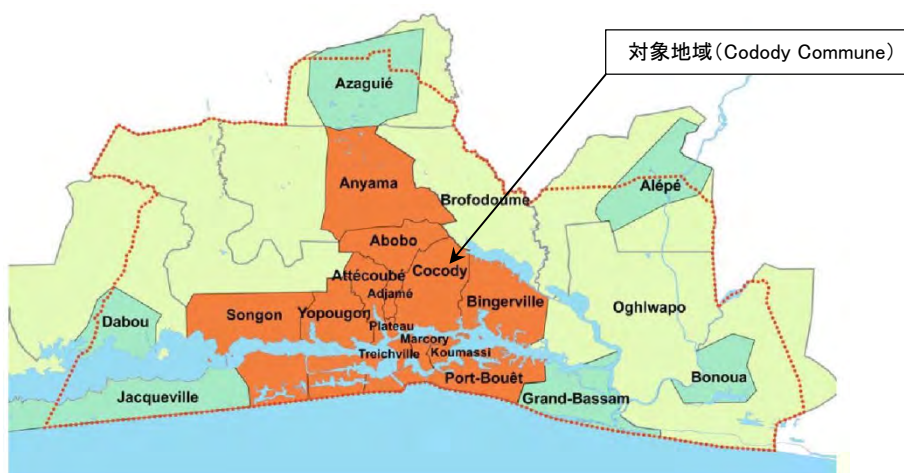 対象地域(Codody Commune)
Azaguié
Anyama
Alépé
Brofodoume
Abobo
Attécoubé
Cocody
Adjamé
Bingerville
Oghlwapo
Dabou
Songon
Yopougon
Plateau
Marcory
Treichville
Koumassi
Port-Bouët
Bonoua
Jacqueville
Grand-Bassam